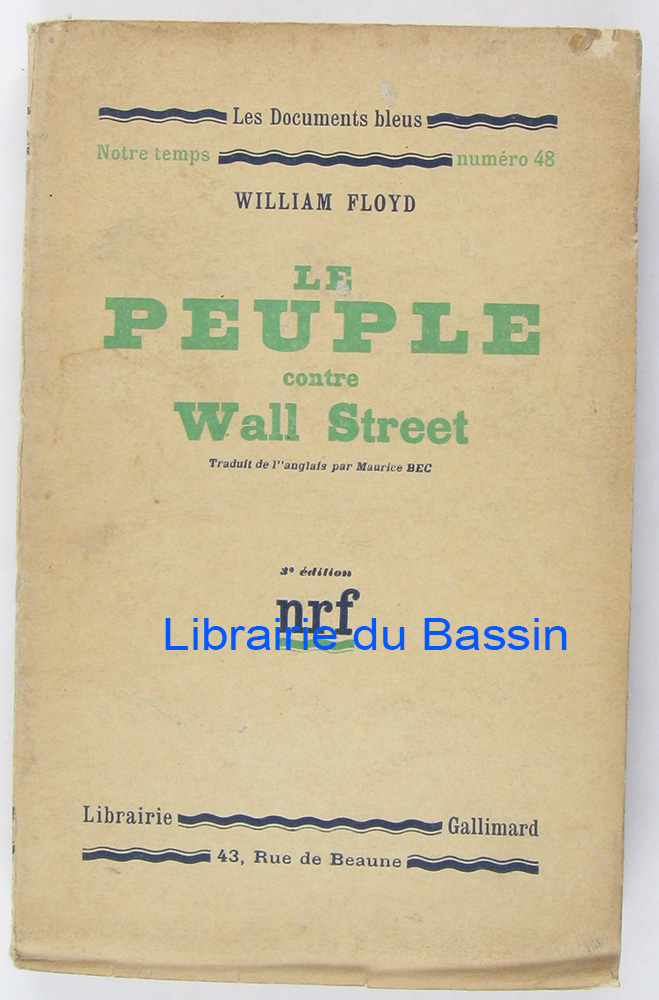 Les Documents bleus
Notre temps numéro 48
WILLIAM FLOYD
LE
PEUPLE
contre
Wall Street
Traduit de l''anglais par Maurice BEC
3e édition
nrf
Librairie du Bassin
Librairie Gallimard
43, Rue de Beaune